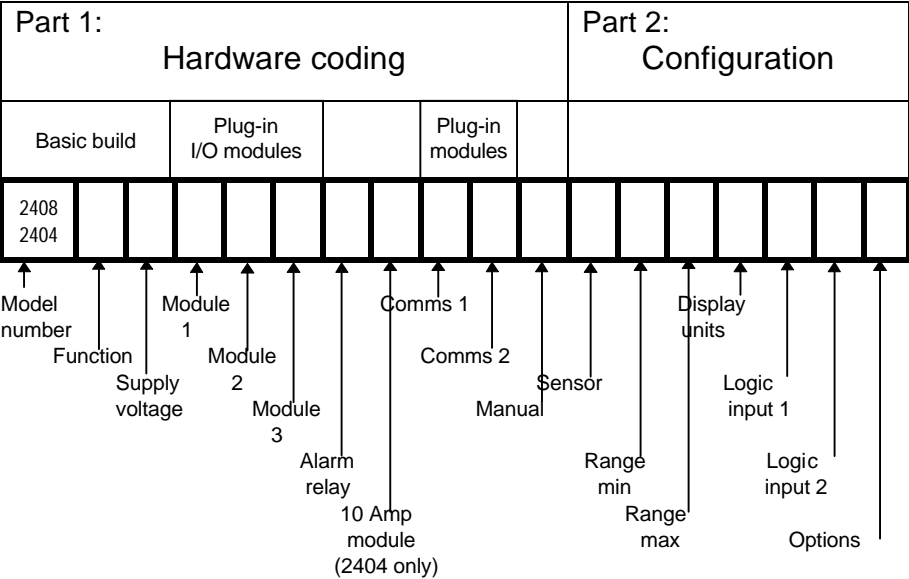 Part 1:
Hardware coding
Part 2:
Configuration
Basic build
Plug-in
I/O modules
Plug-in
modules
2408
2404
Model
number
Function
Supply
voltage
Module
1
Module
2
Module
3
Alarm
relay
10 Amp
module
(2404 only)
Comms 1
Comms 2
Manual
Sensor
Range
min
Range
max
Display
units
Logic
input 1
Logic
input 2
Options